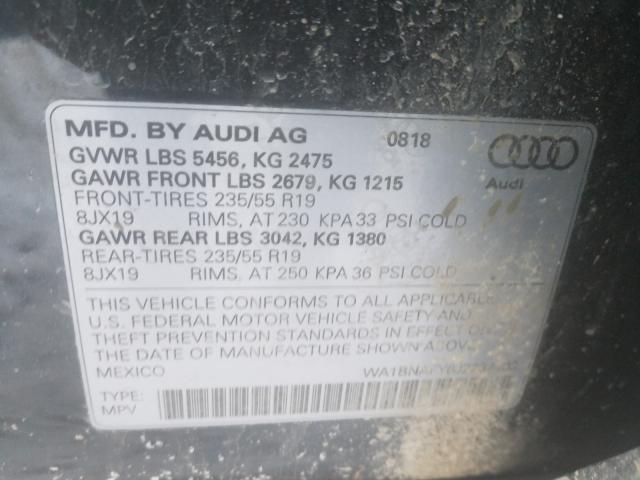 MFD. BY AUDI AG 0818
GVWR LBS 5456, KG 2475
GAWR FRONT LBS 2679, KG 1215 Audi
FRONT-TIRES 235/55 R19
8JX19 RIMS, AT 230 KPA 33 PSI COLD
GAWR REAR LBS 3042, KG 1380
REAR-TIRES 235/55 R19
8JX19 RIMS, AT 250 KPA 36 PSI COLD
THIS VEHICLE CONFORMS TO ALL APPLICABLE
U.S. FEDERAL MOTOR VEHICLE SAFETY AND
THEFT PREVENTION STANDARDS IN EFFECT
THE DATE OF MANUFACTURE SHOWN
MEXICO
TYPE:
MPV